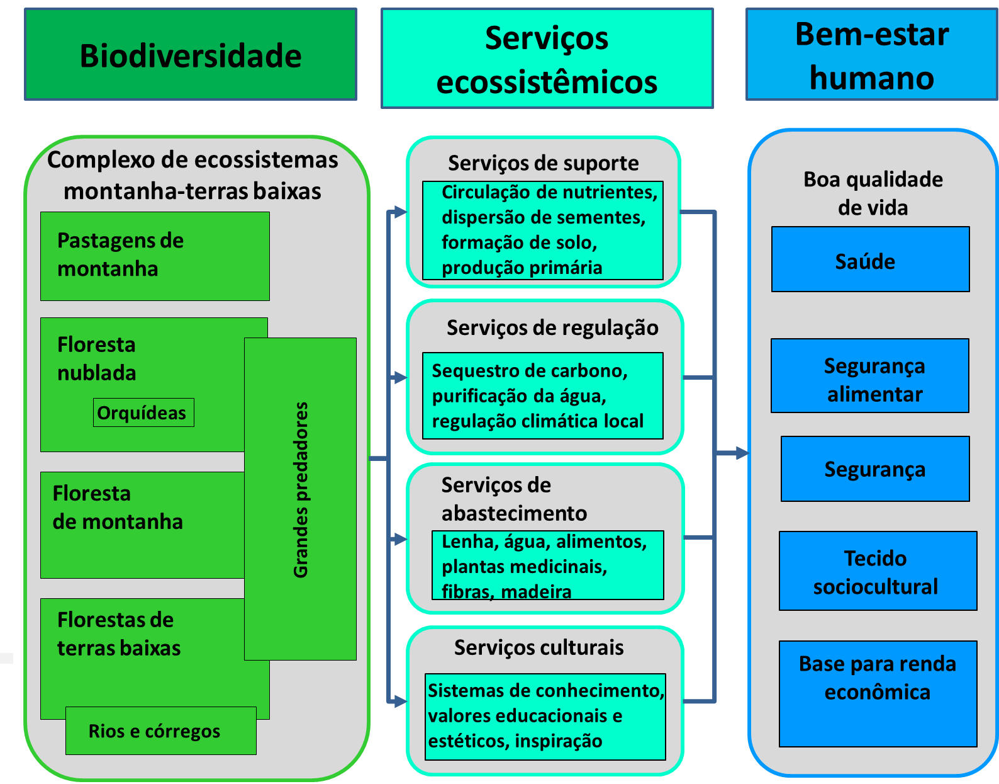 Biodiversidade
Serviços
ecossistêmicos
Bem-estar
humano
Complexo de ecossistemas
montanha-terras baixas
Pastagens de
montanha
Floresta
nublada
Orquídeas
Grandes predadores
Floresta
de montanha
Florestas de
terras baixas
Rios e córregos
Serviços de suporte
Circulação de nutrientes,
dispersão de sementes,
formação de solo,
produção primária
Serviços de regulação
Sequestro de carbono,
purificação da água,
regulação climática local
Serviços de
abastecimento
Lenha, água, alimentos,
plantas medicinais,
fibras, madeira
Serviços culturais
Sistemas de conhecimento,
valores educacionais e
estéticos, inspiração
Boa qualidade
de vida
Saúde
Segurança
alimentar
Segurança
Tecido
sociocultural
Base para renda
econômica